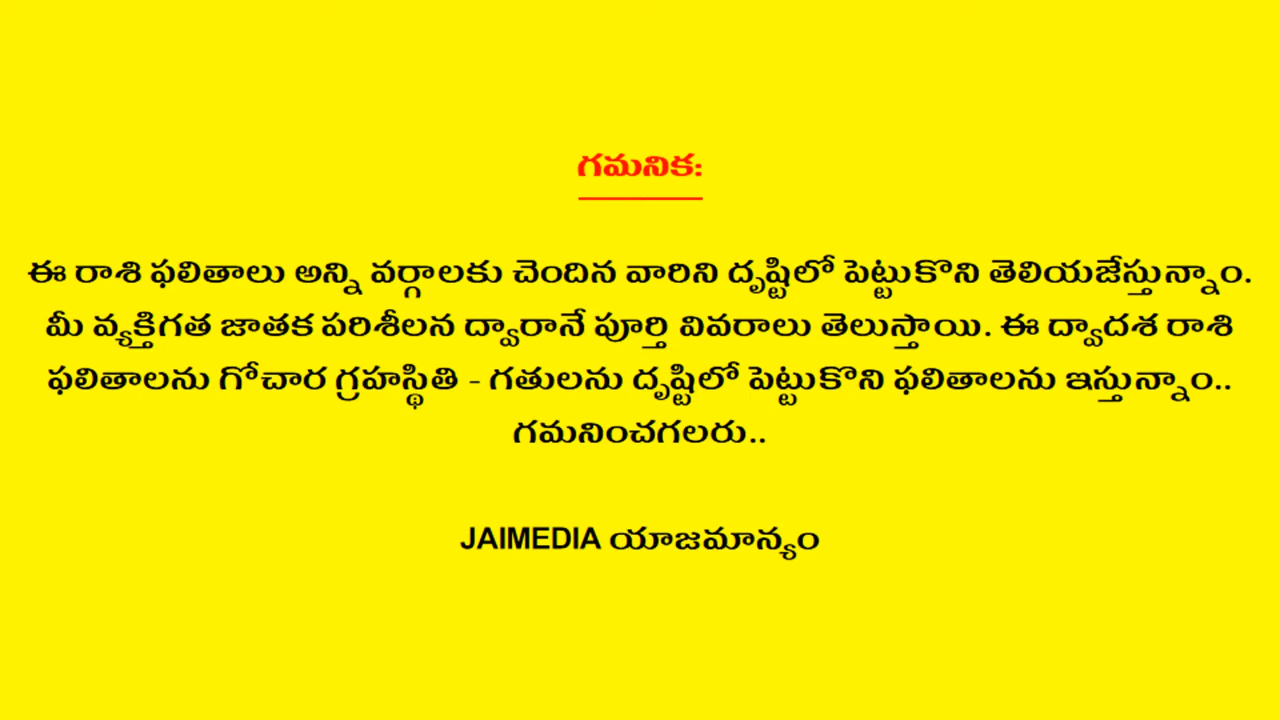 గమనిక:
ఈ రాశి ఫలితాలు అన్ని వర్గాలకు చెందిన వారిని దృష్టిలో పెట్టుకొని తెలియజేస్తున్నాం.
మీ వ్యక్తిగత జాతక పరిశీలన ద్వారానే పూర్తి వివరాలు తెలుస్తాయి. ఈ ద్వాదశ రాశి
ఫలితాలను గోచార గ్రహస్థితి - గతులను దృష్టిలో పెట్టుకొని ఫలితాలను ఇస్తున్నాం..
గమనించగలరు..
JAIMEDIA యాజమాన్యం